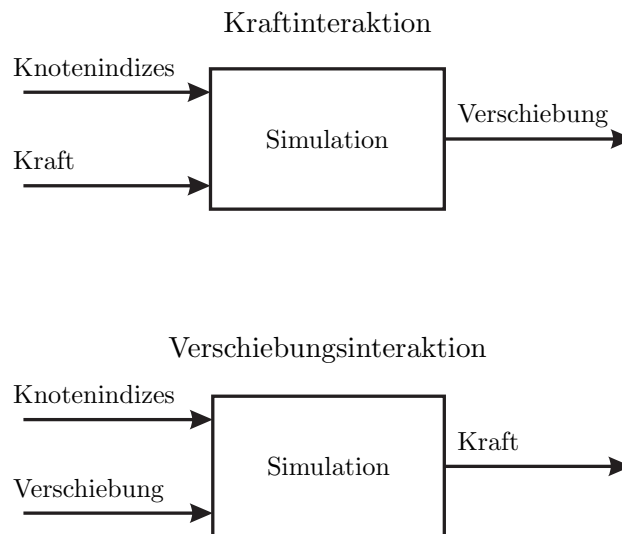 Kraftinteraktion
Knotenindizes
Verschiebung
Simulation
Kraft
Verschiebungsinteraktion
Knotenindizes
Kraft
Simulation
Verschiebung